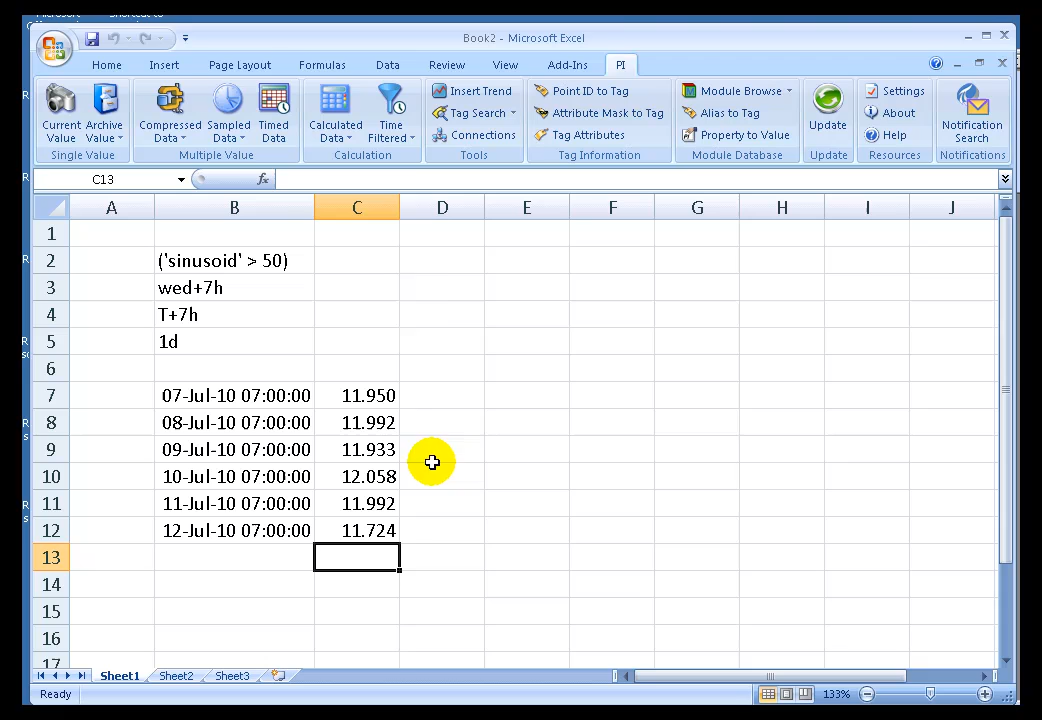 Microsoft Shortcut to
Book2 - Microsoft Excel
Home Insert Page Layout Formulas Data Review View Add-Ins PI
Current Value
Archive Value
Single Value
Compressed Data
Sampled Data
Timed Data
Multiple Value
Calculated Data
Time Filtered
Calculation
Insert Trend
Tag Search
Connections
Tools
Point ID to Tag
Attribute Mask to Tag
Tag Attributes
Tag Information
Module Browse
Alias to Tag
Property to Value
Module Database
Update
Update
Settings
About
Help
Resources
Notification Search
Notifications
C13 fx
A B C D E F G H I J
1
2 ('sinusoid' > 50)
3 wed+7h
4 T+7h
5 1d
6
7 07-Jul-10 07:00:00 11.950
8 08-Jul-10 07:00:00 11.992
9 09-Jul-10 07:00:00 11.933
10 10-Jul-10 07:00:00 12.058
11 11-Jul-10 07:00:00 11.992
12 12-Jul-10 07:00:00 11.724
13
14
15
16
17
Sheet1 Sheet2 Sheet3
Ready 133%